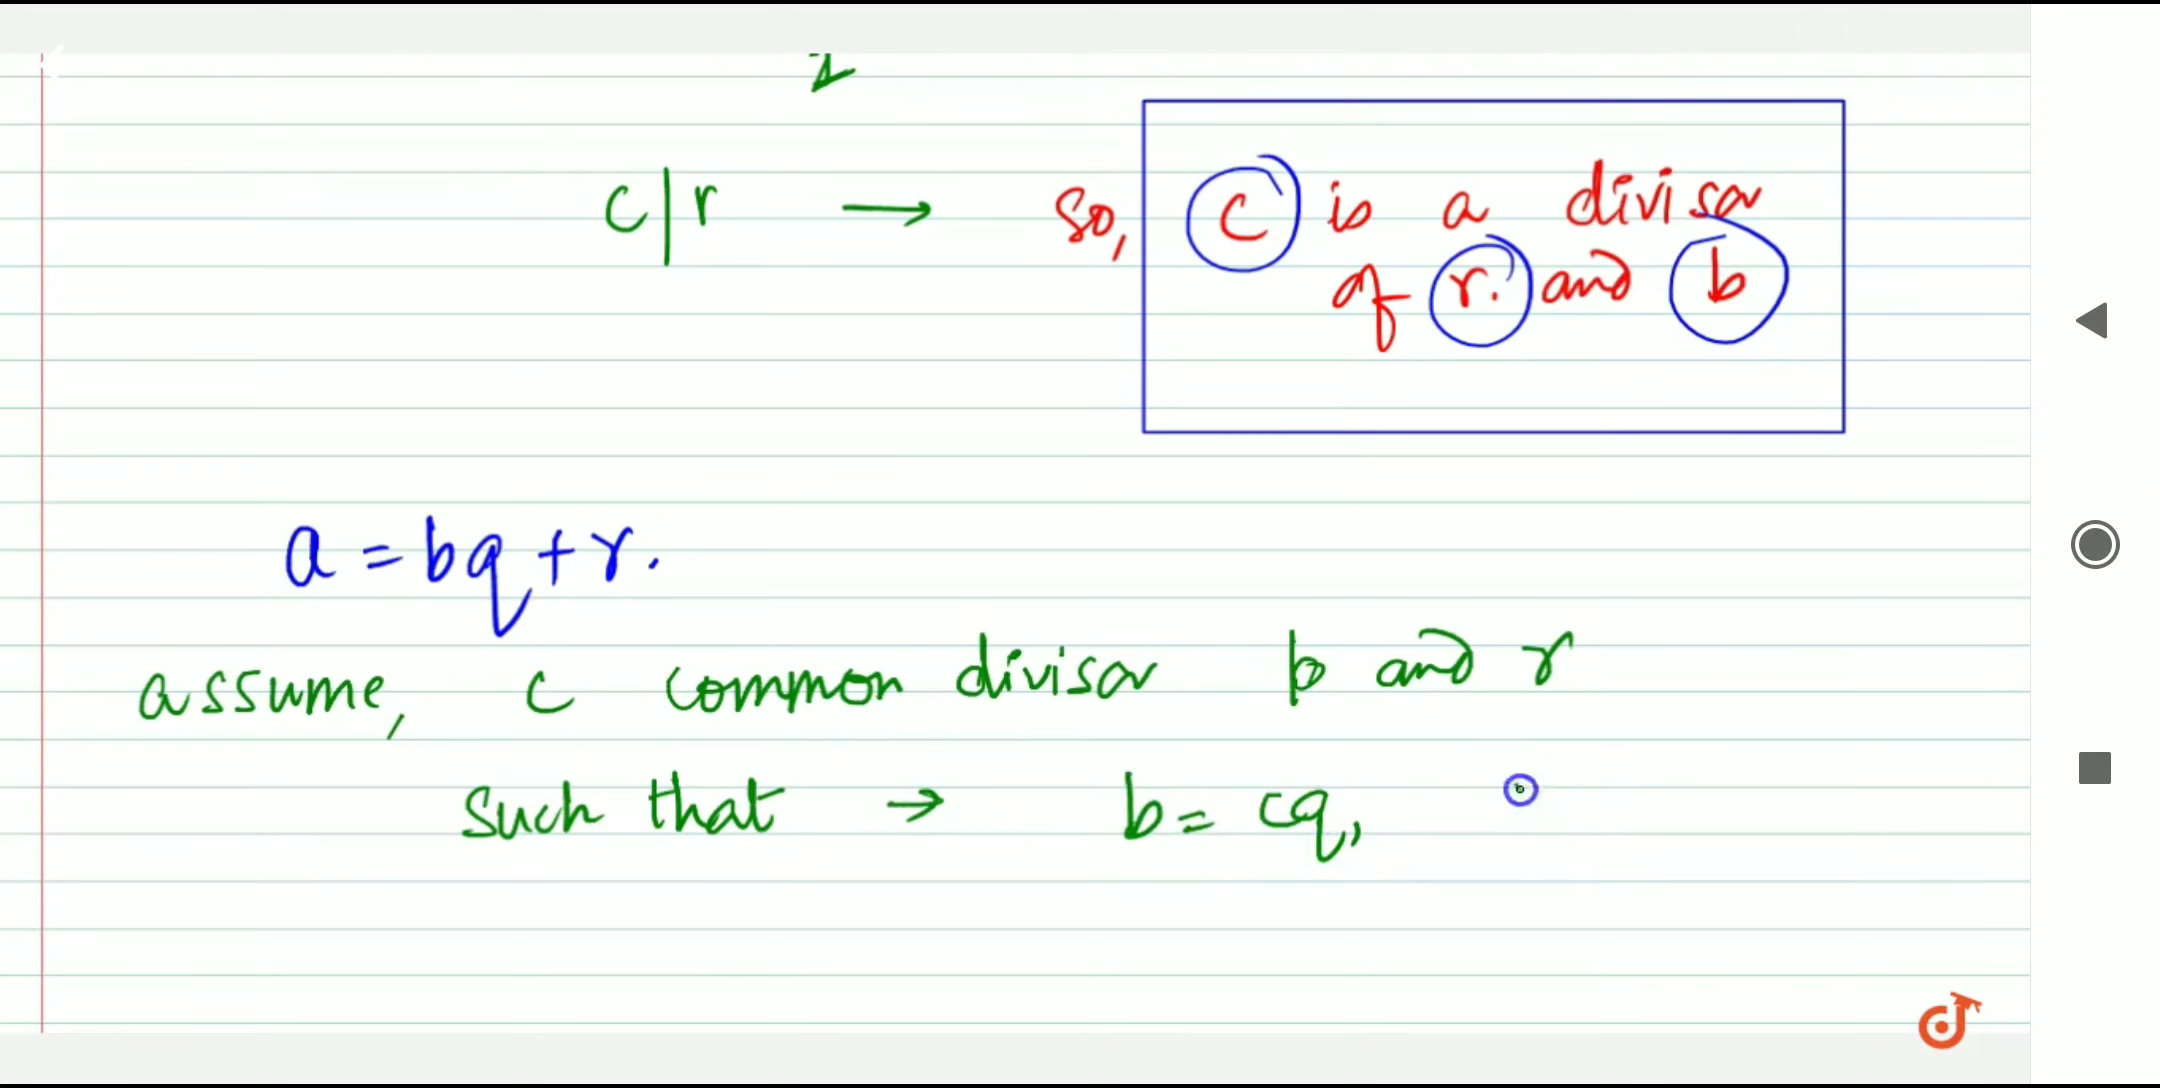 c|r → so, c is a divisor
of r. and b
a = bq + r.
assume, c common divisor b and r
such that → b = cq,